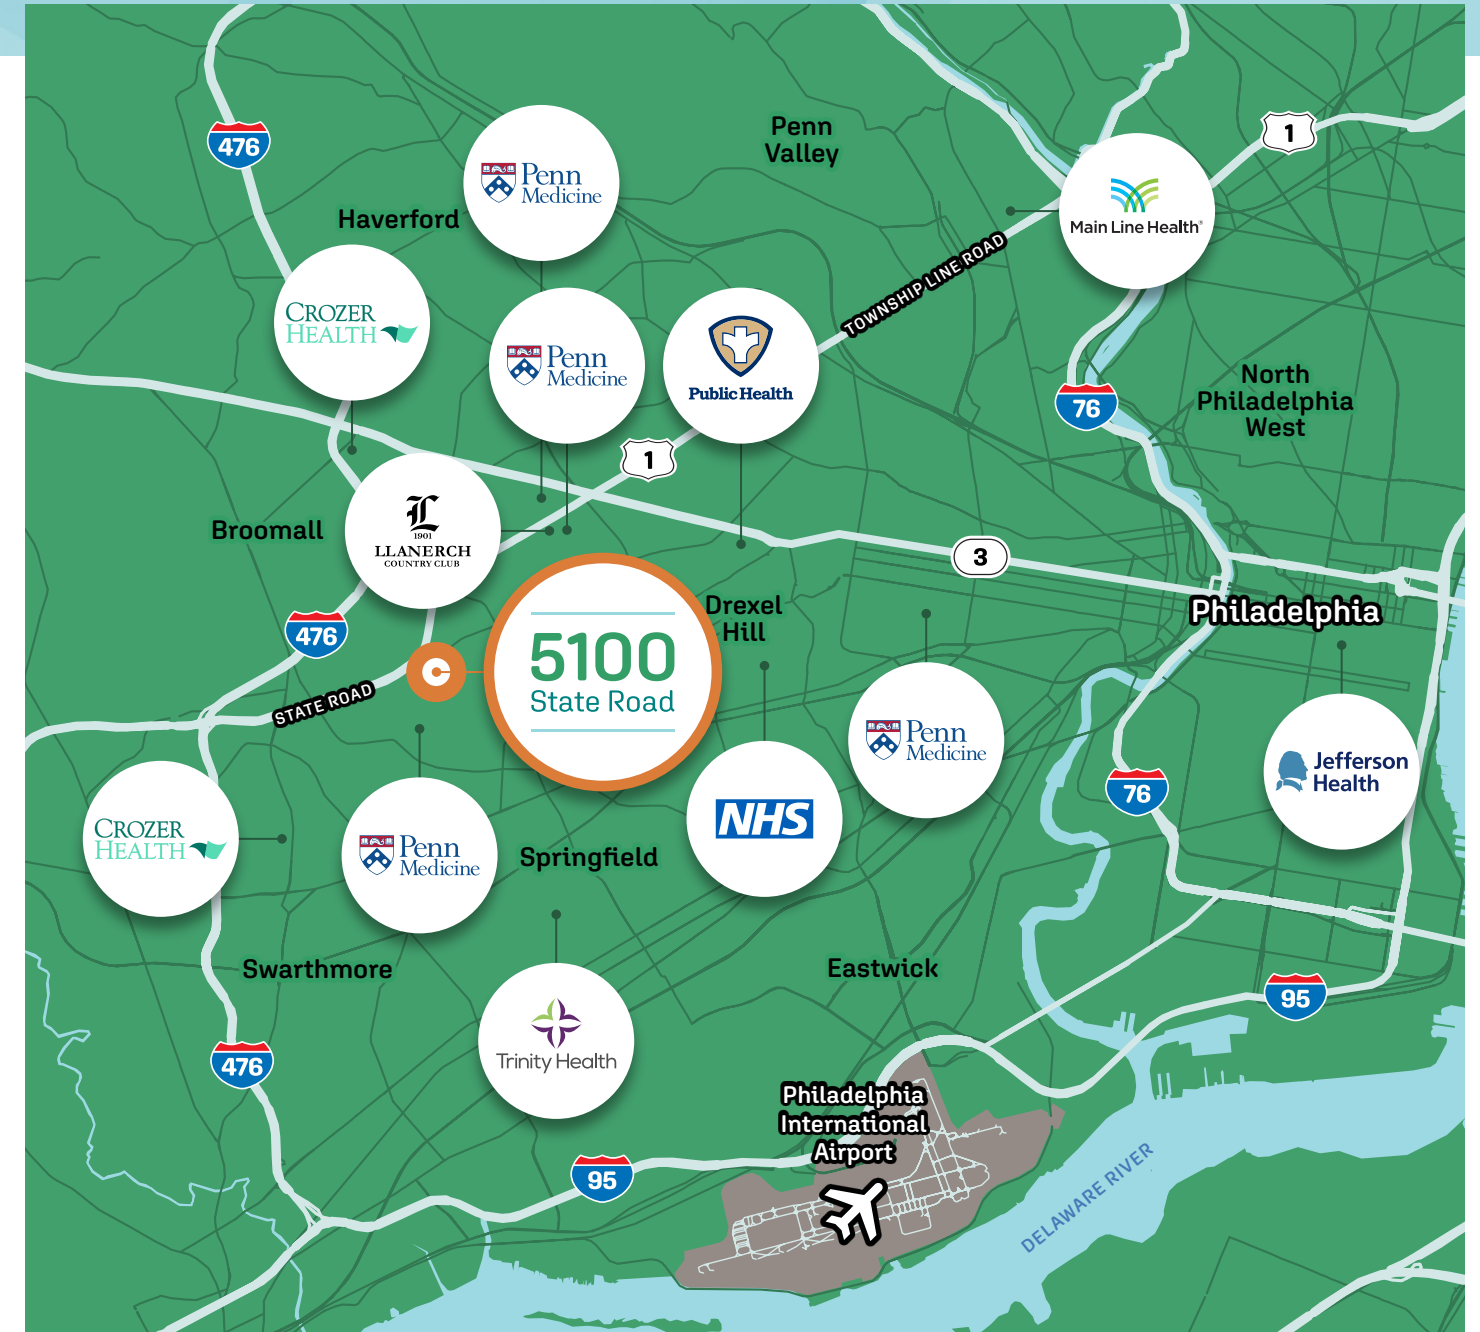 476
Penn
Valley
1
Penn
Medicine
Haverford
Main Line Health®
TOWNSHIP LINE ROAD
CROZER
HEALTH
Penn
Medicine
Public Health
76
North
Philadelphia
West
1
Broomall
L
1901
LLANERCH
COUNTRY CLUB
3
476
Drexel
Hill
Philadelphia
5100
State Road
STATE ROAD
Penn
Medicine
Jefferson
Health
76
NHS
CROZER
HEALTH
Penn
Medicine
Springfield
Swarthmore
Eastwick
95
Trinity Health
476
Philadelphia
International
Airport
95
DELAWARE RIVER